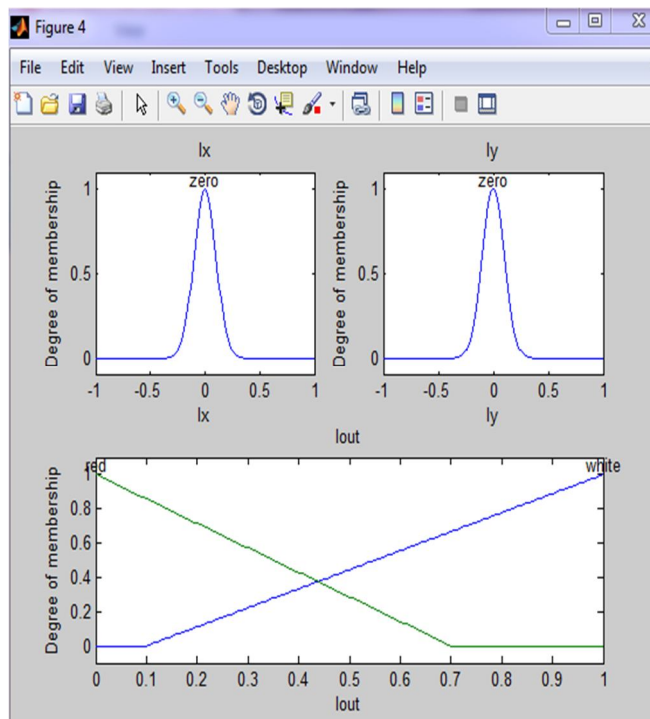 Figure 4
File Edit View Insert Tools Desktop Window Help
Ix
Iy
zero
zero
Degree of membership
1
0.5
0
-1 -0.5 0 0.5 1
Ix
Degree of membership
1
0.5
0
-1 -0.5 0 0.5 1
Iy
Iout
red
white
Degree of membership
1
0.8
0.6
0.4
0.2
0
0 0.1 0.2 0.3 0.4 0.5 0.6 0.7 0.8 0.9 1
Iout